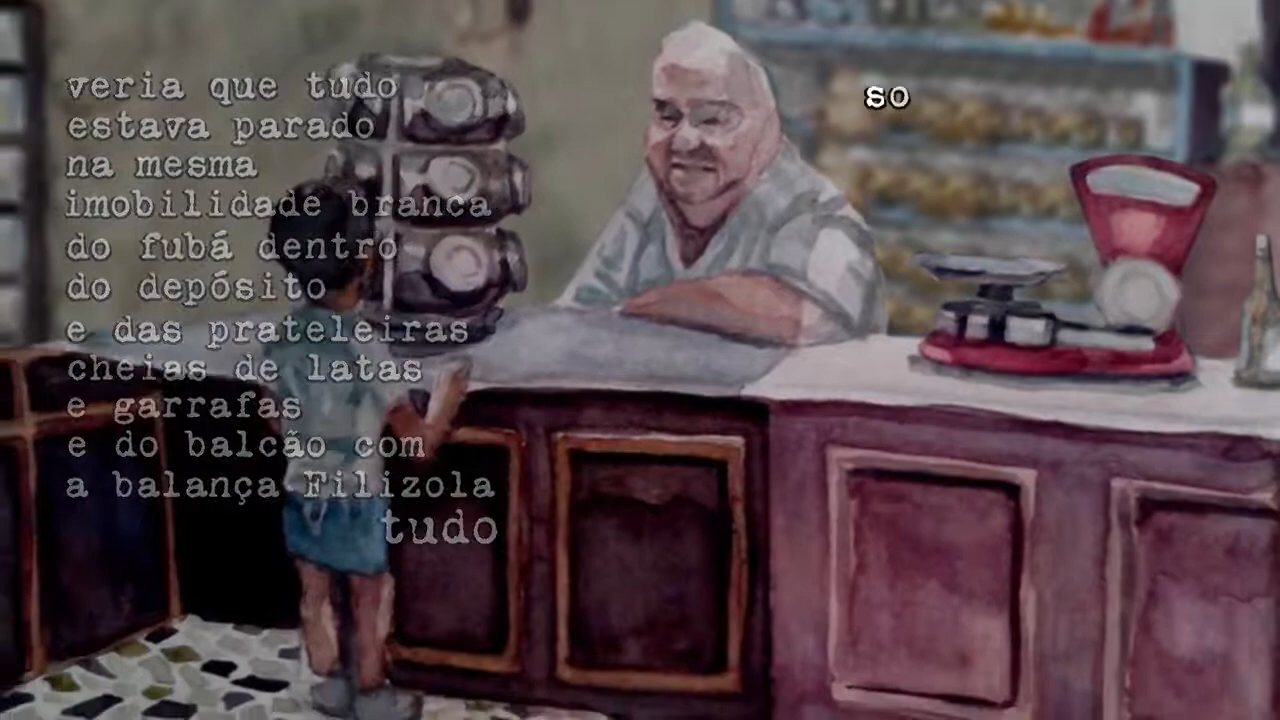 veria que tudo
estava parado
na mesma
imobilidade branca
do fubá dentro
do depósito
e das prateleiras
cheias de latas
e garrafas
e do balcão com
a balança Filizola
tudo
so